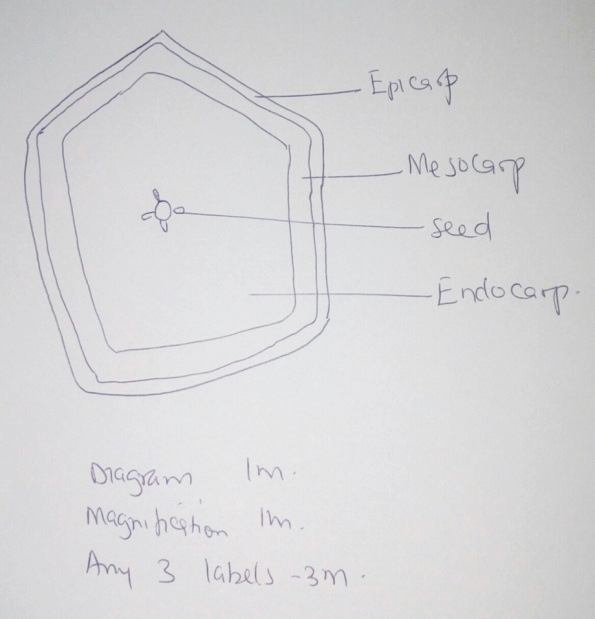 Epicarp
Mesocarp
seed
Endocarp.
Diagram 1m.
Magnification 1m.
Any 3 labels - 3m.